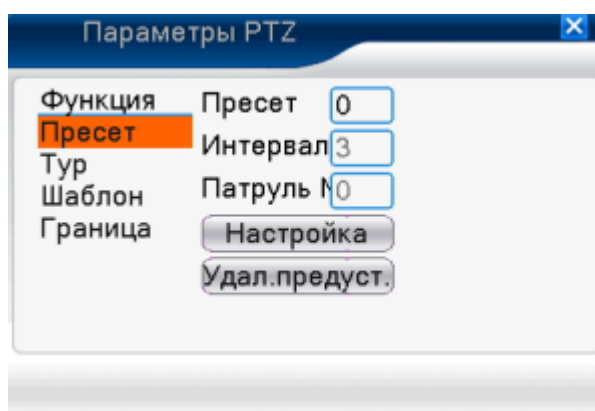 Параметры PTZ
Функция
Пресет
Тур
Шаблон
Граница
Пресет 0
Интервал 3
Патруль 0
Настройка
Удал.предуст.